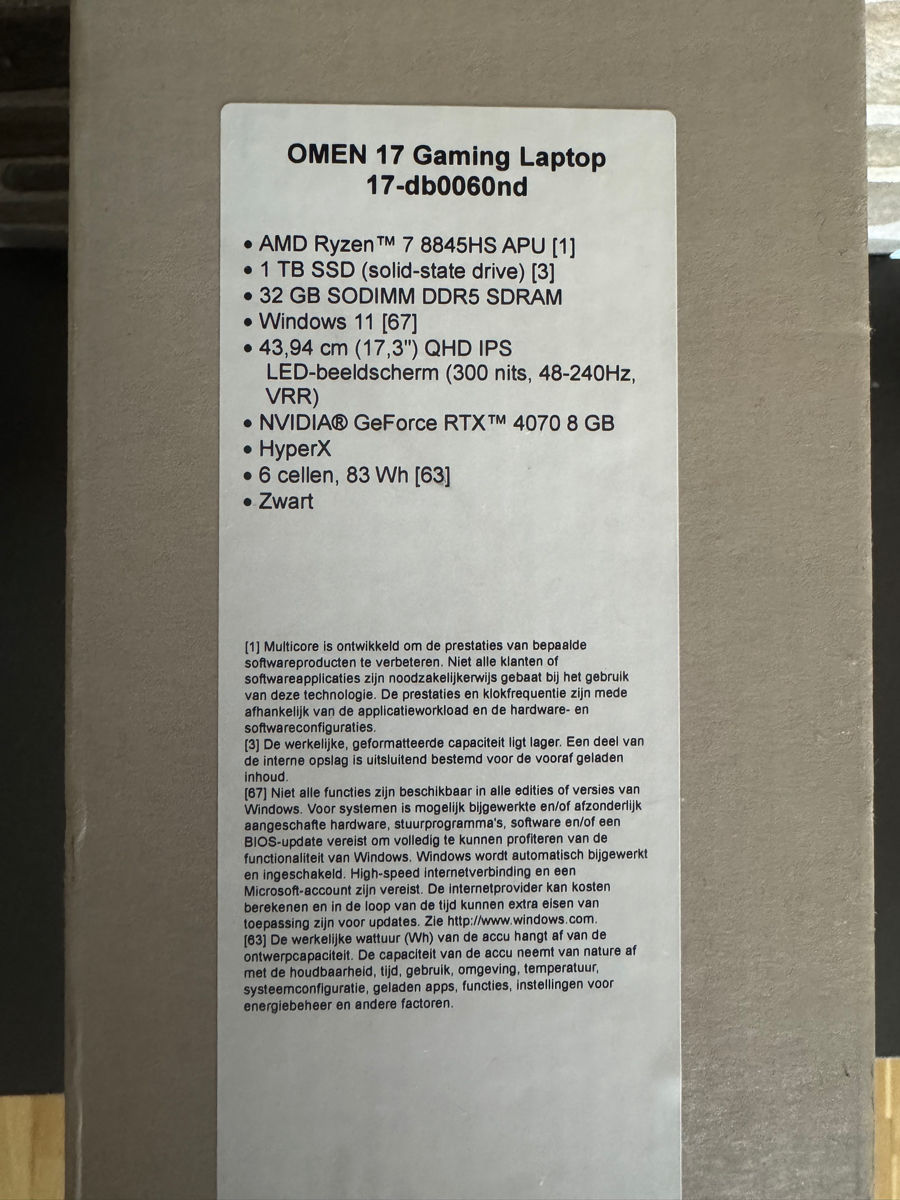 OMEN 17 Gaming Laptop
17-db0060nd
• AMD Ryzen™ 7 8845HS APU [1]
• 1 TB SSD (solid-state drive) [3]
• 32 GB SODIMM DDR5 SDRAM
• Windows 11 [67]
• 43,94 cm (17,3") QHD IPS
LED-beeldscherm (300 nits, 48-240Hz,
VRR)
• NVIDIA® GeForce RTX™ 4070 8 GB
• HyperX
• 6 cellen, 83 Wh [63]
• Zwart
[1] Multicore is ontwikkeld om de prestaties van bepaalde
softwareproducten te verbeteren. Niet alle klanten of
softwareapplicaties zijn noodzakelijkerwijs gebaat bij het gebruik
van deze technologie. De prestaties en klokfrequentie zijn mede
afhankelijk van de applicatieworkload en de hardware- en
softwareconfiguraties.
[3] De werkelijke, geformatteerde capaciteit ligt lager. Een deel van
de interne opslag is uitsluitend bestemd voor de vooraf geladen
inhoud.
[67] Niet alle functies zijn beschikbaar in alle edities of versies van
Windows. Voor systemen is mogelijk bijgewerkte en/of afzonderlijk
aangeschafte hardware, stuurprogramma's, software en/of een
BIOS-update vereist om volledig te kunnen profiteren van de
functionaliteit van Windows. Windows wordt automatisch bijgewerkt
en ingeschakeld. High-speed internetverbinding en een
Microsoft-account zijn vereist. De internetprovider kan kosten
berekenen en in de loop van de tijd kunnen extra eisen van
toepassing zijn voor updates. Zie http://www.windows.com.
[63] De werkelijke wattuur (Wh) van de accu hangt af van de
ontwerpcapaciteit. De capaciteit van de accu neemt van nature af
met de houdbaarheid, tijd, gebruik, omgeving, temperatuur,
systeemconfiguratie, geladen apps, functies, instellingen voor
energiebeheer en andere factoren.